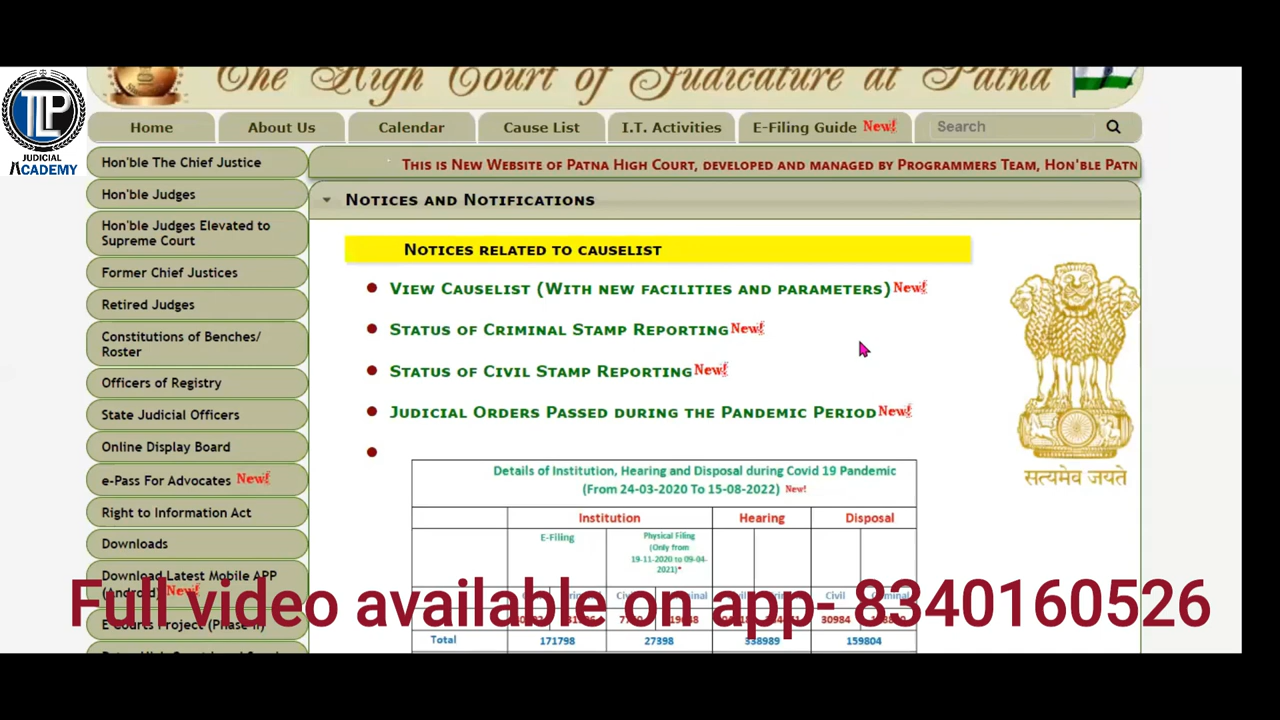 The High Court of Judicature at Patna
TLP
JUDICIAL
ACADEMY
Home
About Us
Calendar
Cause List
I.T. Activities
E-Filing Guide New!
Search
Hon'ble The Chief Justice
Hon'ble Judges
Hon'ble Judges Elevated to
Supreme Court
Former Chief Justices
Retired Judges
Constitutions of Benches/
Roster
Officers of Registry
State Judicial Officers
Online Display Board
e-Pass For Advocates New!
Right to Information Act
Downloads
Download Latest Mobile APP
(Android) New!
E Courts Project (Phase II)
This is New Website of Patna High Court, developed and managed by Programmers Team, Hon'ble Patn
Notices and Notifications
Notices related to causelist
View Causelist (With new facilities and parameters) New!
Status of Criminal Stamp Reporting New!
Status of Civil Stamp Reporting New!
Judicial Orders Passed during the Pandemic Period New!
Details of Institution, Hearing and Disposal during Covid 19 Pandemic
(From 24-03-2020 To 15-08-2022) New!
Institution Hearing Disposal
E-Filing
Physical Filing
(Only from
19-11-2020 to 09-04-
2021)*
Civil
30984
Total 171798 27398 338989 159804
सत्यमेव जयते
Full video available on app- 8340160526